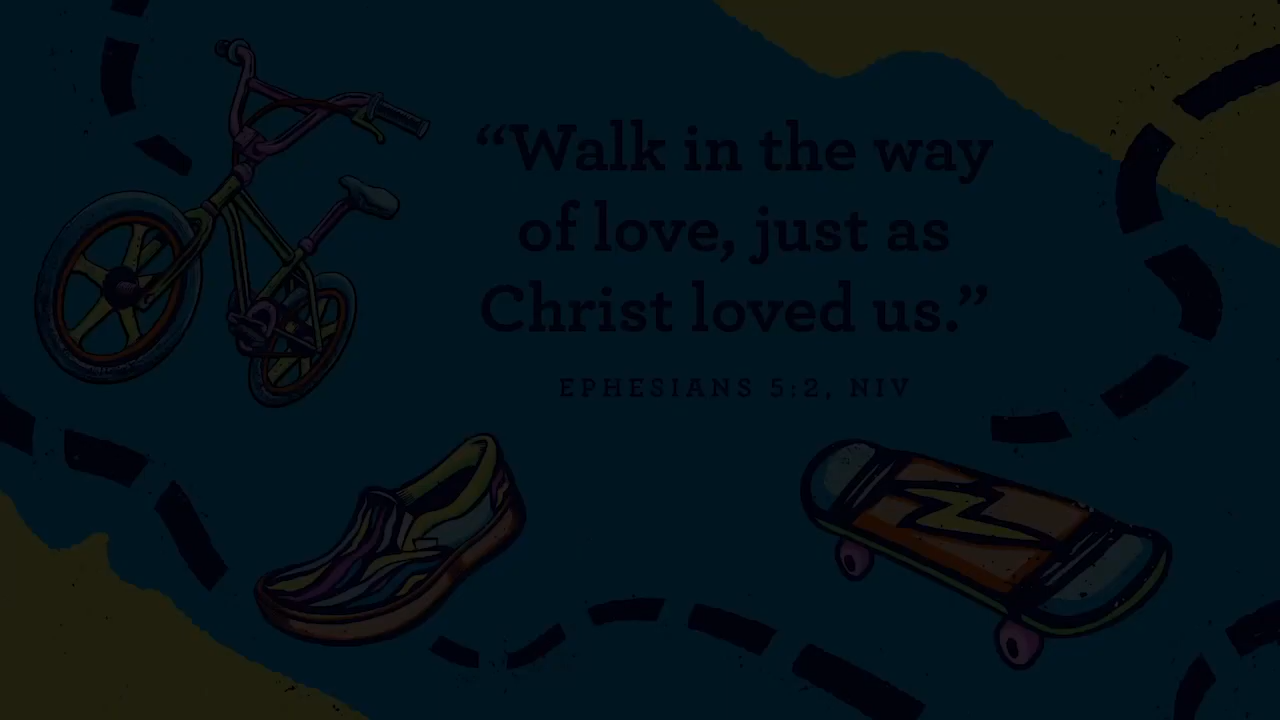 “Walk in the way
of love, just as
Christ loved us.”
EPHESIANS 5:2, NIV